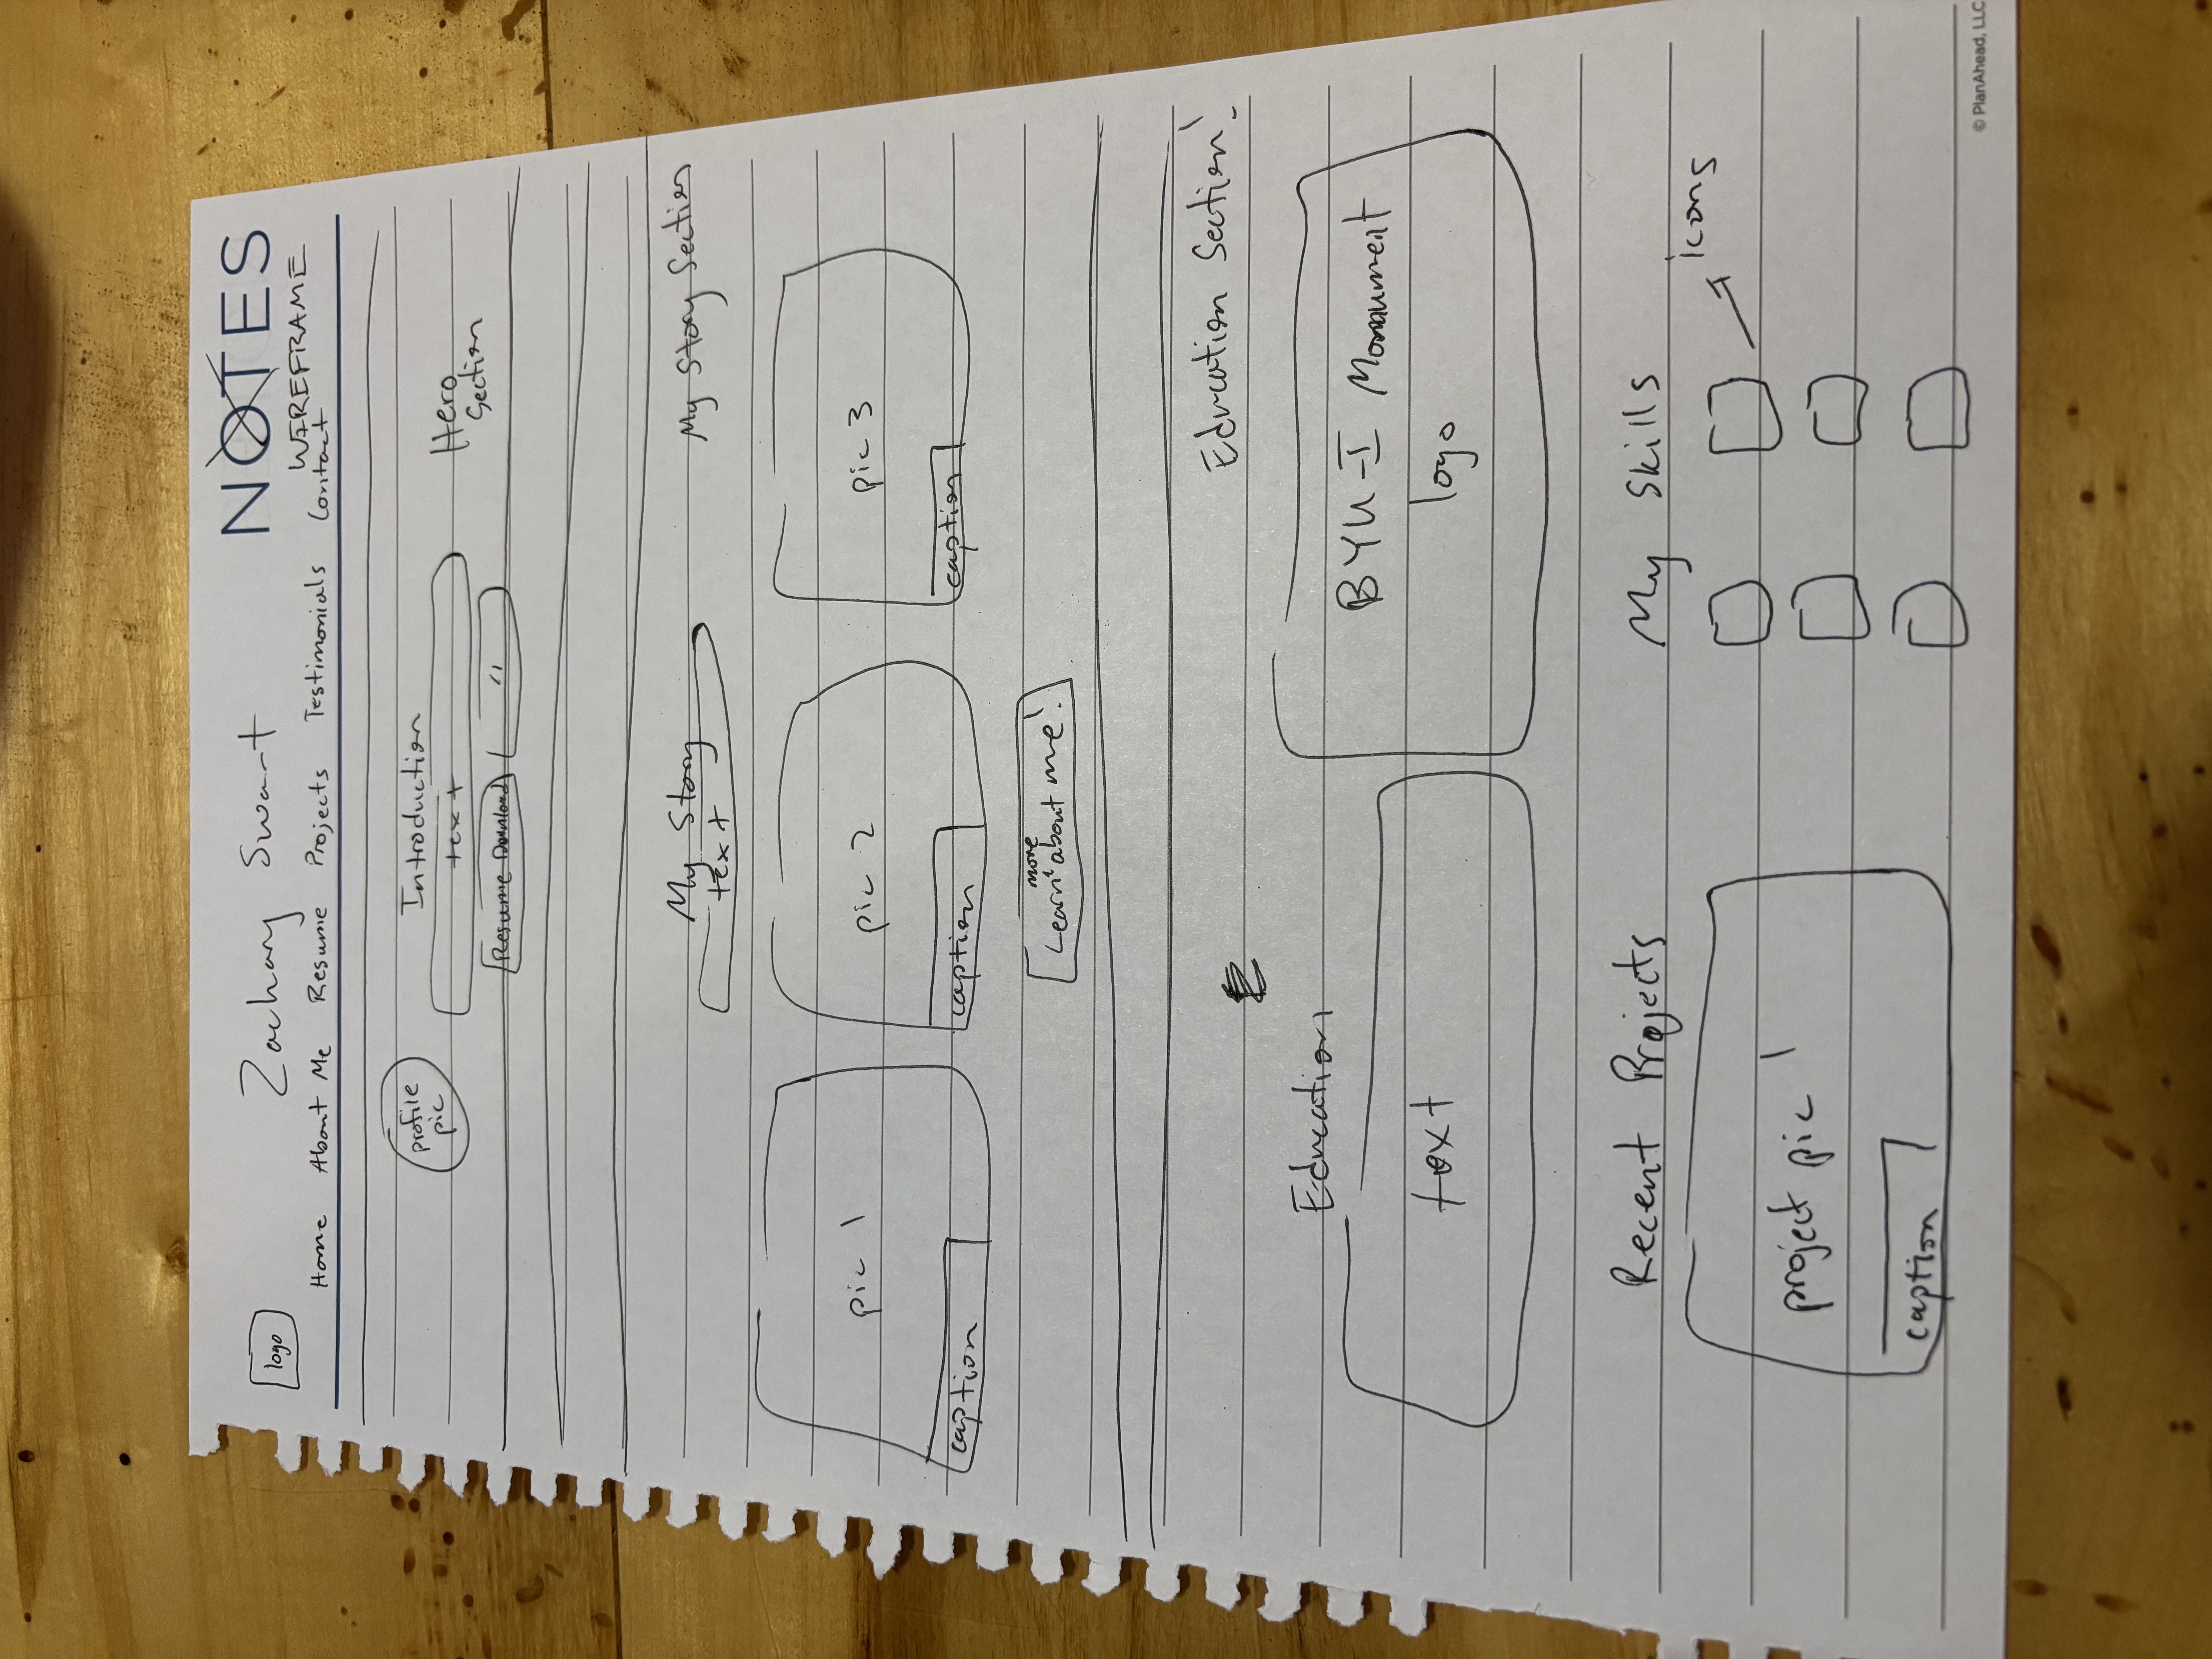 NOTES
WIREFRAME
logo
Zachary Swart
Home About Me Resume Projects Testimonials Contact
profile
pic
Introduction
text
Resume Download
"
Hero
Section
My Story
text
My Story Section
pic 1
pic 2
pic 3
caption
caption
caption
more
Learn about me!
Education Section!
Education
text
BYU-I Monument
logo
Recent Projects
project pic 1
caption
My Skills
icons
© PlanAhead, LLC